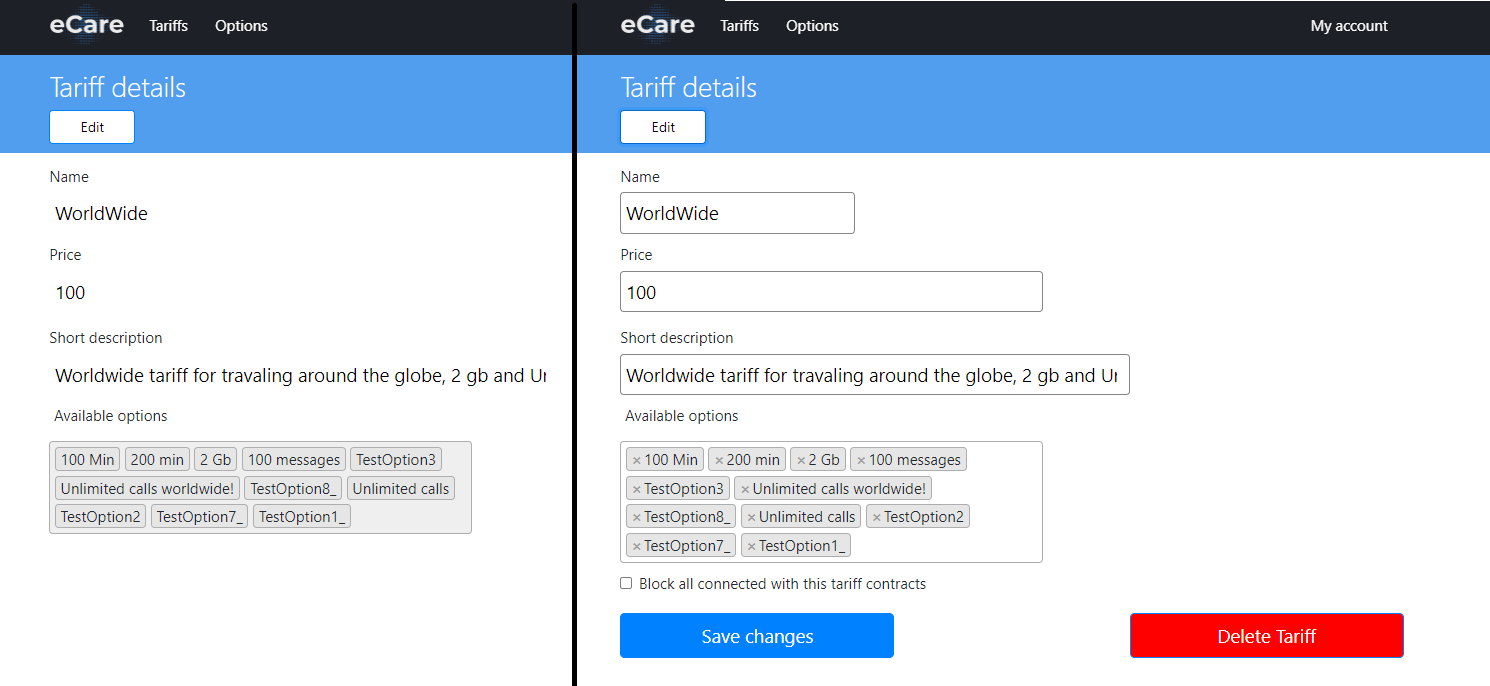 eCare Tariffs Options
Tariff details
Edit
Name
WorldWide
Price
100
Short description
Worldwide tariff for travaling around the globe, 2 gb and Ur
Available options
100 Min 200 min 2 Gb 100 messages TestOption3
Unlimited calls worldwide! TestOption8_ Unlimited calls
TestOption2 TestOption7_ TestOption1_
eCare Tariffs Options My account
Tariff details
Edit
Name
WorldWide
Price
100
Short description
Worldwide tariff for travaling around the globe, 2 gb and Ur
Available options
× 100 Min × 200 min × 2 Gb × 100 messages
× TestOption3 × Unlimited calls worldwide!
× TestOption8_ × Unlimited calls × TestOption2
× TestOption7_ × TestOption1_
Block all connected with this tariff contracts
Save changes Delete Tariff